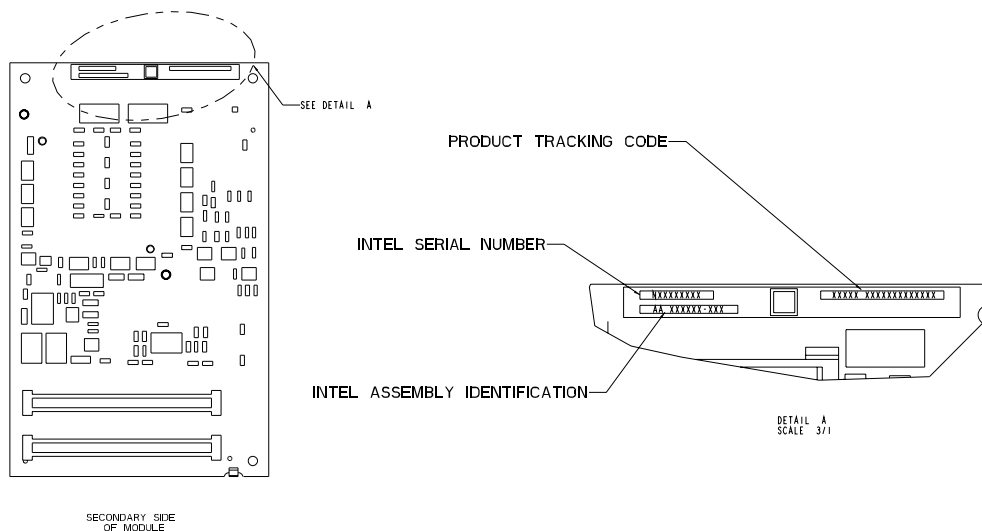 SEE DETAIL A
PRODUCT TRACKING CODE
INTEL SERIAL NUMBER
NXXXXXXXX
XXXXX XXXXXXXXXXXXX
AA XXXXXX-XXX
INTEL ASSEMBLY IDENTIFICATION
DETAIL A
SCALE 3/1
SECONDARY SIDE
OF MODULE